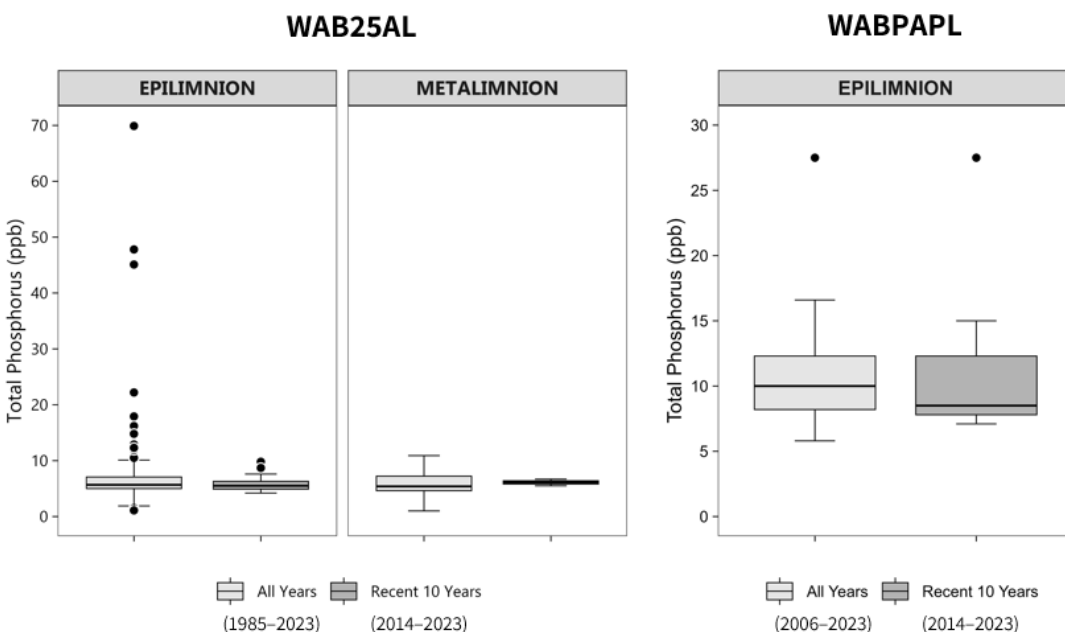 WAB25AL
EPILIMNION METALIMNION
Total Phosphorus (ppb)
70
60
50
40
30
20
10
0
All Years Recent 10 Years
(1985–2023) (2014–2023)
WABPAPL
EPILIMNION
Total Phosphorus (ppb)
30
25
20
15
10
5
0
All Years Recent 10 Years
(2006–2023) (2014–2023)